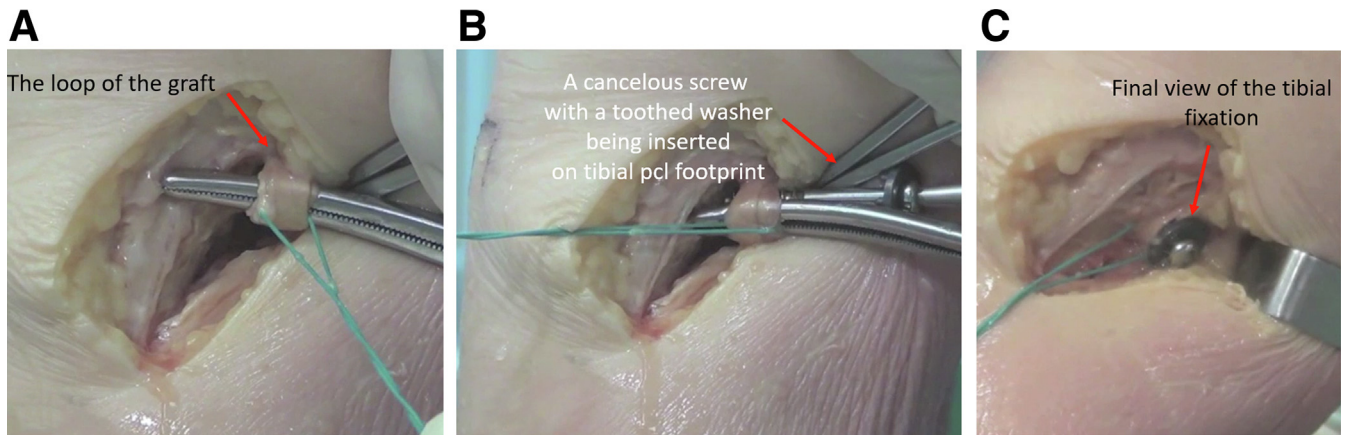 A
The loop of the graft
B
A cancelous screw
with a toothed washer
being inserted
on tibial pcl footprint
C
Final view of the tibial
fixation